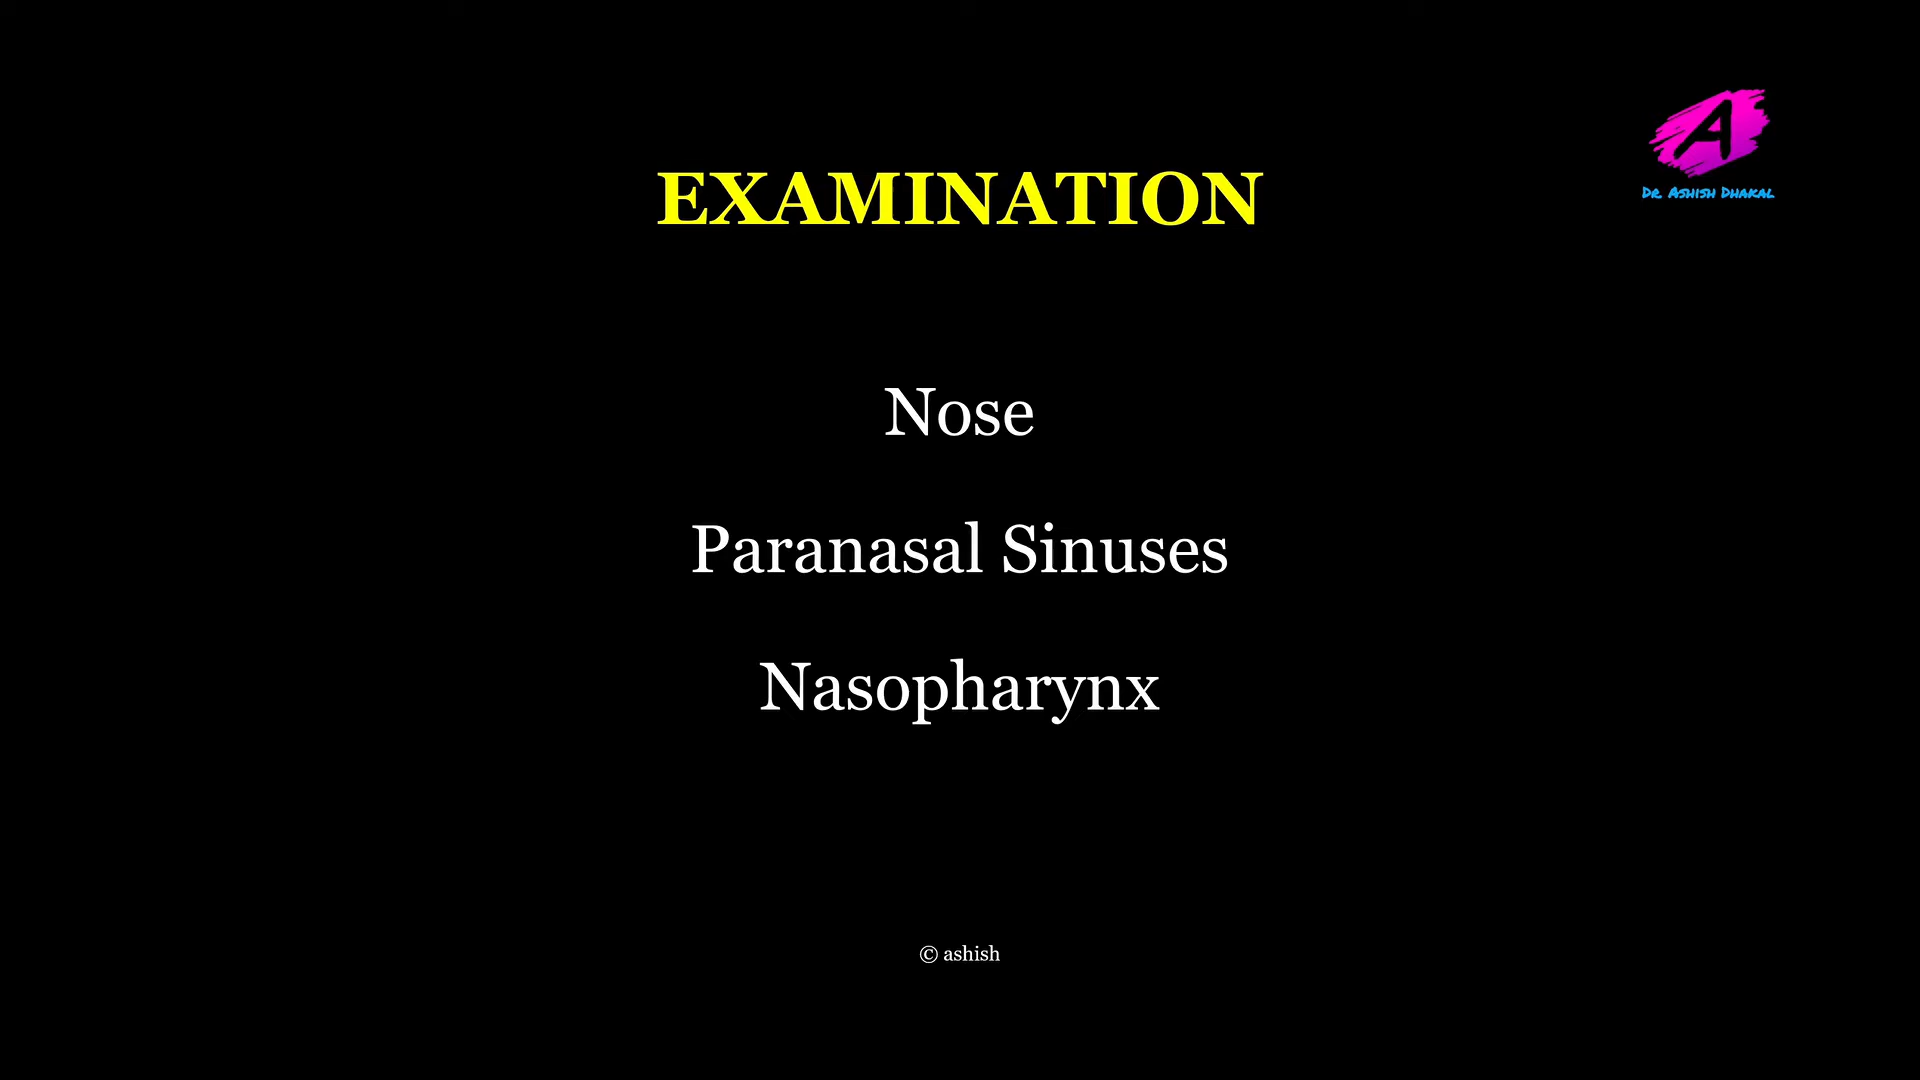 EXAMINATION
A
Dr. Ashish Dhakal
Nose
Paranasal Sinuses
Nasopharynx
© ashish